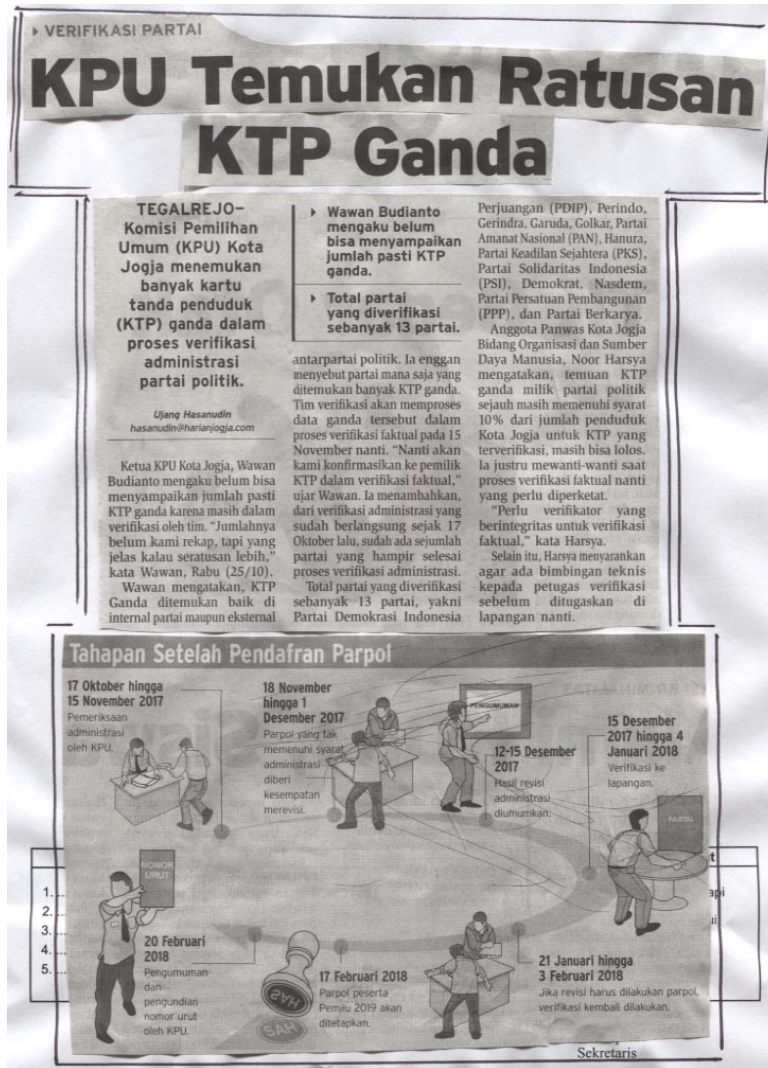 VERIFIKASI PARTAI
KPU Temukan Ratusan
KTP Ganda
TEGALREJO–
Komisi Pemilihan
Umum (KPU) Kota
Jogja menemukan
banyak kartu
tanda penduduk
(KTP) ganda dalam
proses verifikasi
administrasi
partai politik.
Ujang Hasanudin
hasanudin@harianjogja.com
Ketua KPU Kota Jogja, Wawan
Budianto mengaku belum bisa
menyampaikan jumlah pasti
KTP ganda karena masih dalam
verifikasi oleh tim. “Jumlahnya
belum kami rekap, tapi yang
jelas kalau seratusan lebih,”
kata Wawan, Rabu (25/10).
Wawan mengatakan, KTP
Ganda ditemukan baik di
internal partai maupun eksternal
Wawan Budianto
mengaku belum
bisa menyampaikan
jumlah pasti KTP
ganda.
Total partai
yang diverifikasi
sebanyak 13 partai.
antarpartai politik. Ia enggan
menyebut partai mana saja yang
ditemukan banyak KTP ganda.
Tim verifikasi akan memproses
data ganda tersebut dalam
proses verifikasi faktual pada 15
November nanti. “Nanti akan
kami konfirmasikan ke pemilik
KTP dalam verifikasi faktual,”
ujar Wawan. Ia menambahkan,
dari verifikasi administrasi yang
sudah berlangsung sejak 17
Oktober lalu, sudah ada sejumlah
partai yang hampir selesai
proses verifikasi administrasi.
Total partai yang diverifikasi
sebanyak 13 partai, yakni
Partai Demokrasi Indonesia
Perjuangan (PDIP), Perindo,
Gerindra, Garuda, Golkar, Partai
Amanat Nasional (PAN), Hanura,
Partai Keadilan Sejahtera (PKS),
Partai Solidaritas Indonesia
(PSI), Demokrat, Nasdem,
Partai Persatuan Pembangunan
(PPP), dan Partai Berkarya.
Anggota Panwas Kota Jogja
Bidang Organisasi dan Sumber
Daya Manusia, Noor Harsya
mengatakan, temuan KTP
ganda milik partai politik
sejauh masih memenuhi syarat
10% dari jumlah penduduk
Kota Jogja untuk KTP yang
terverifikasi, masih bisa lolos.
Ia justru mewanti-wanti saat
proses verifikasi faktual nanti
yang perlu diperketat.
“Perlu verifikator yang
berintegritas untuk verifikasi
faktual,” kata Harsya.
Selain itu, Harsya menyarankan
agar ada bimbingan teknis
kepada petugas verifikasi
sebelum ditugaskan di
lapangan nanti.
Tahapan Setelah Pendafran Parpol
17 Oktober hingga
15 November 2017
Pemeriksaan
administrasi
oleh KPU.
18 November
hingga 1
Desember 2017
Parpol yang tak
memenuhi syarat
administrasi
diberi
kesempatan
merevisi.
PENGUMUMAN
12-15 Desember
2017
Hasil revisi
administrasi
diumumkan.
15 Desember
2017 hingga 4
Januari 2018
Verifikasi ke
lapangan.
PARTAI
21 Januari hingga
3 Februari 2018
Jika revisi harus dilakukan parpol,
verifikasi kembali dilakukan.
17 Februari 2018
Parpol peserta
Pemilu 2019 akan
ditetapkan.
SAH
SAH
NOMOR
URUT
20 Februari
2018
Pengumuman
dan
pengundian
nomor urut
oleh KPU.
1.
2.
3.
4.
5.
Sekretaris